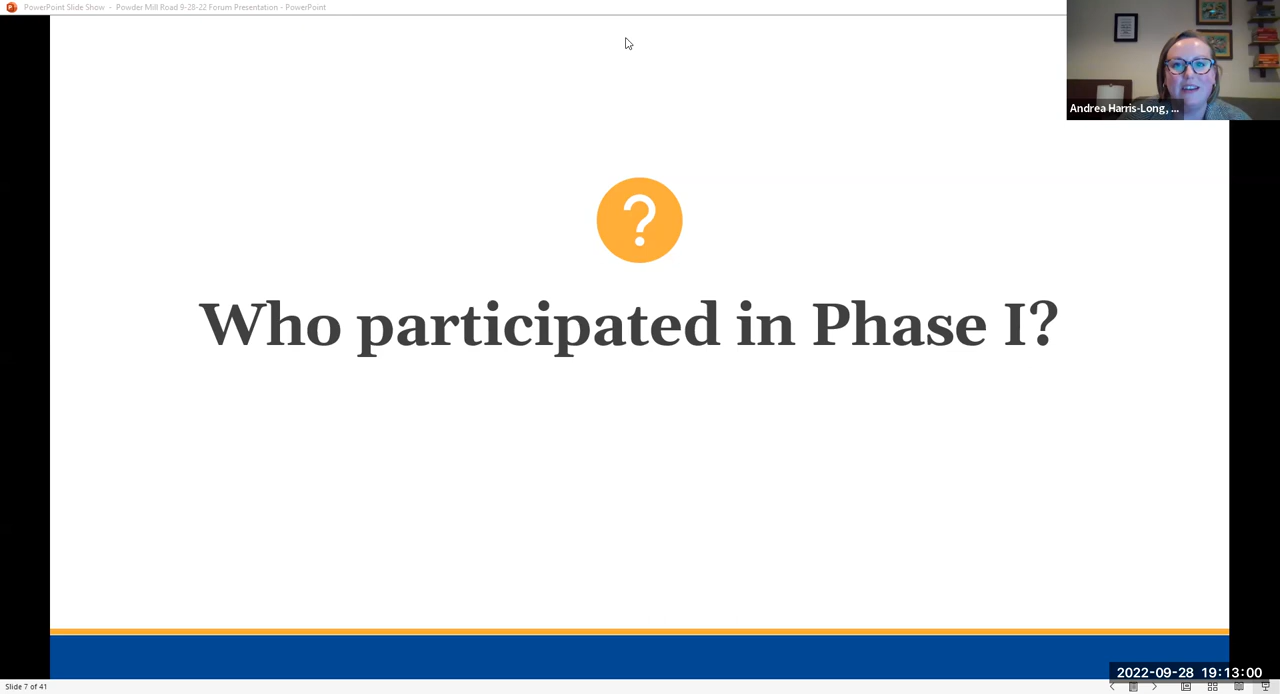 PowerPoint Slide Show - Powder Mill Road 9-28-22 Forum Presentation - PowerPoint
Andrea Harris-Long, ...
?
Who participated in Phase I?
2022-09-28 19:13:00
Slide 7 of 41